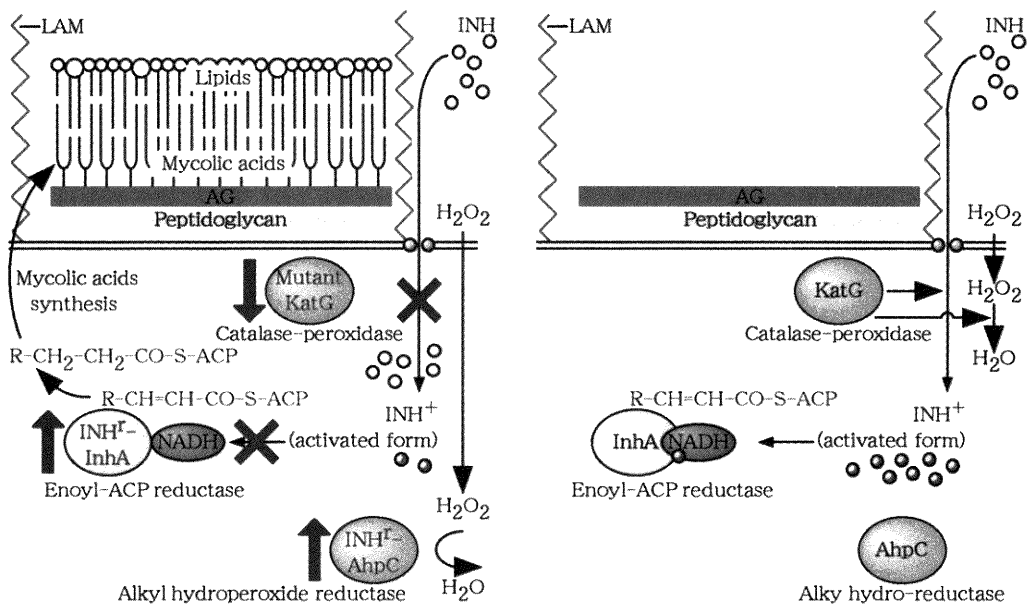 LAM
INH
Lipids
Mycolic acids
AG
Peptidoglycan
H₂O₂
Mycolic acids
synthesis
Mutant
KatG
Catalase-peroxidase
R-CH₂-CH₂-CO-S-ACP
R-CH=CH-CO-S-ACP
INHʳ-
InhA
NADH
INH⁺
(activated form)
Enoyl-ACP reductase
H₂O₂
INHʳ-
AhpC
H₂O
Alkyl hydroperoxide reductase
LAM
INH
AG
Peptidoglycan
H₂O₂
KatG
H₂O₂
Catalase-peroxidase
H₂O
R-CH=CH-CO-S-ACP
INH⁺
InhA
NADH
(activated form)
Enoyl-ACP reductase
AhpC
Alky hydro-reductase